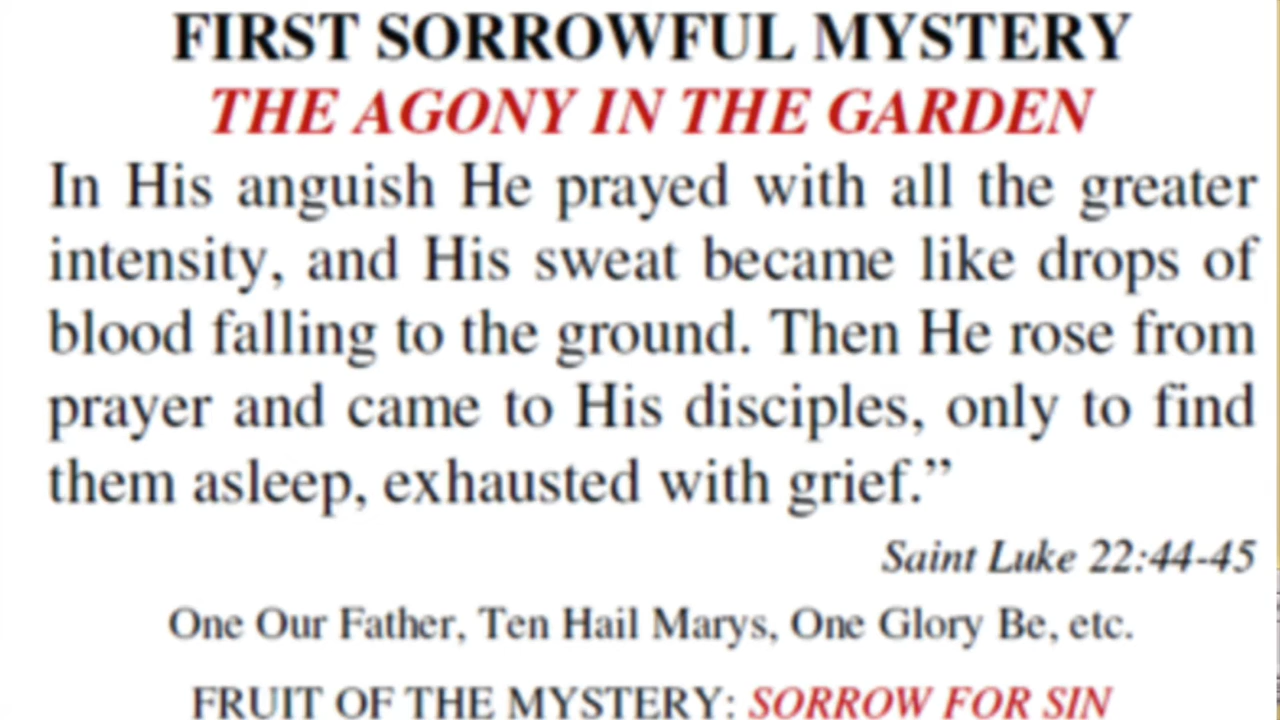 FIRST SORROWFUL MYSTERY
THE AGONY IN THE GARDEN
In His anguish He prayed with all the greater
intensity, and His sweat became like drops of
blood falling to the ground. Then He rose from
prayer and came to His disciples, only to find
them asleep, exhausted with grief.”
Saint Luke 22:44-45
One Our Father, Ten Hail Marys, One Glory Be, etc.
FRUIT OF THE MYSTERY: SORROW FOR SIN